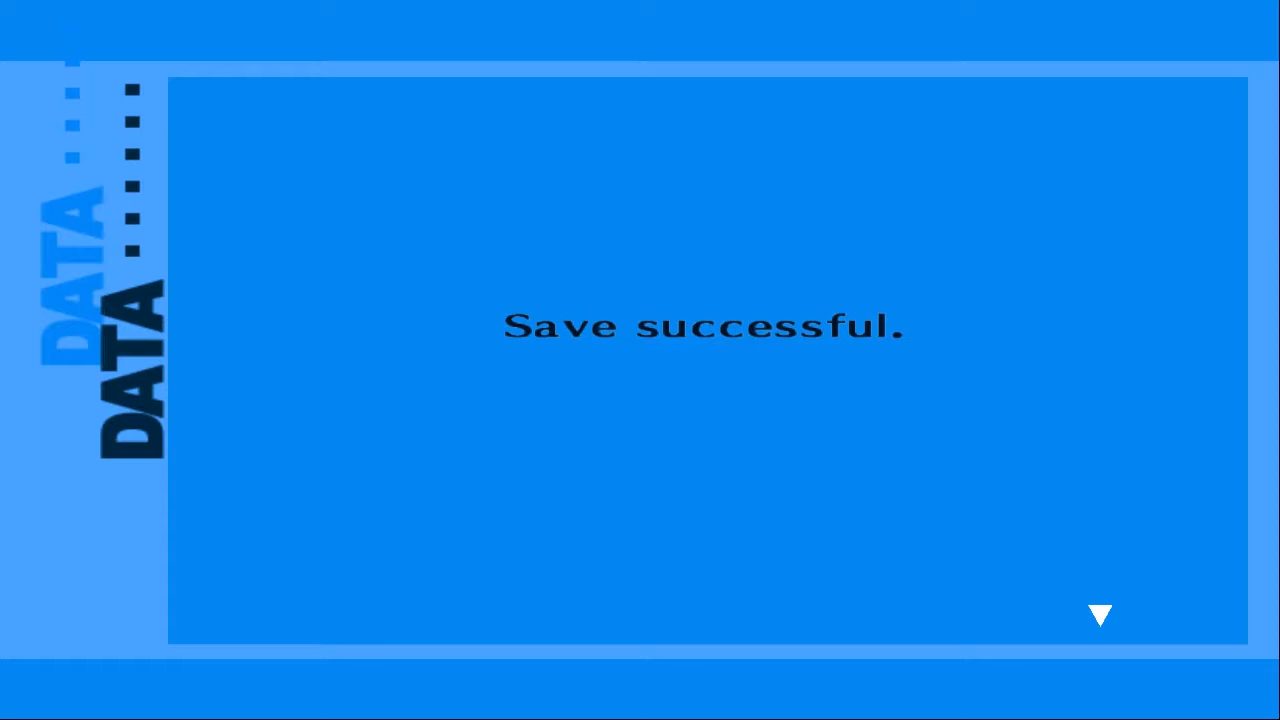 DATA ......
DATA ....
Save successful.